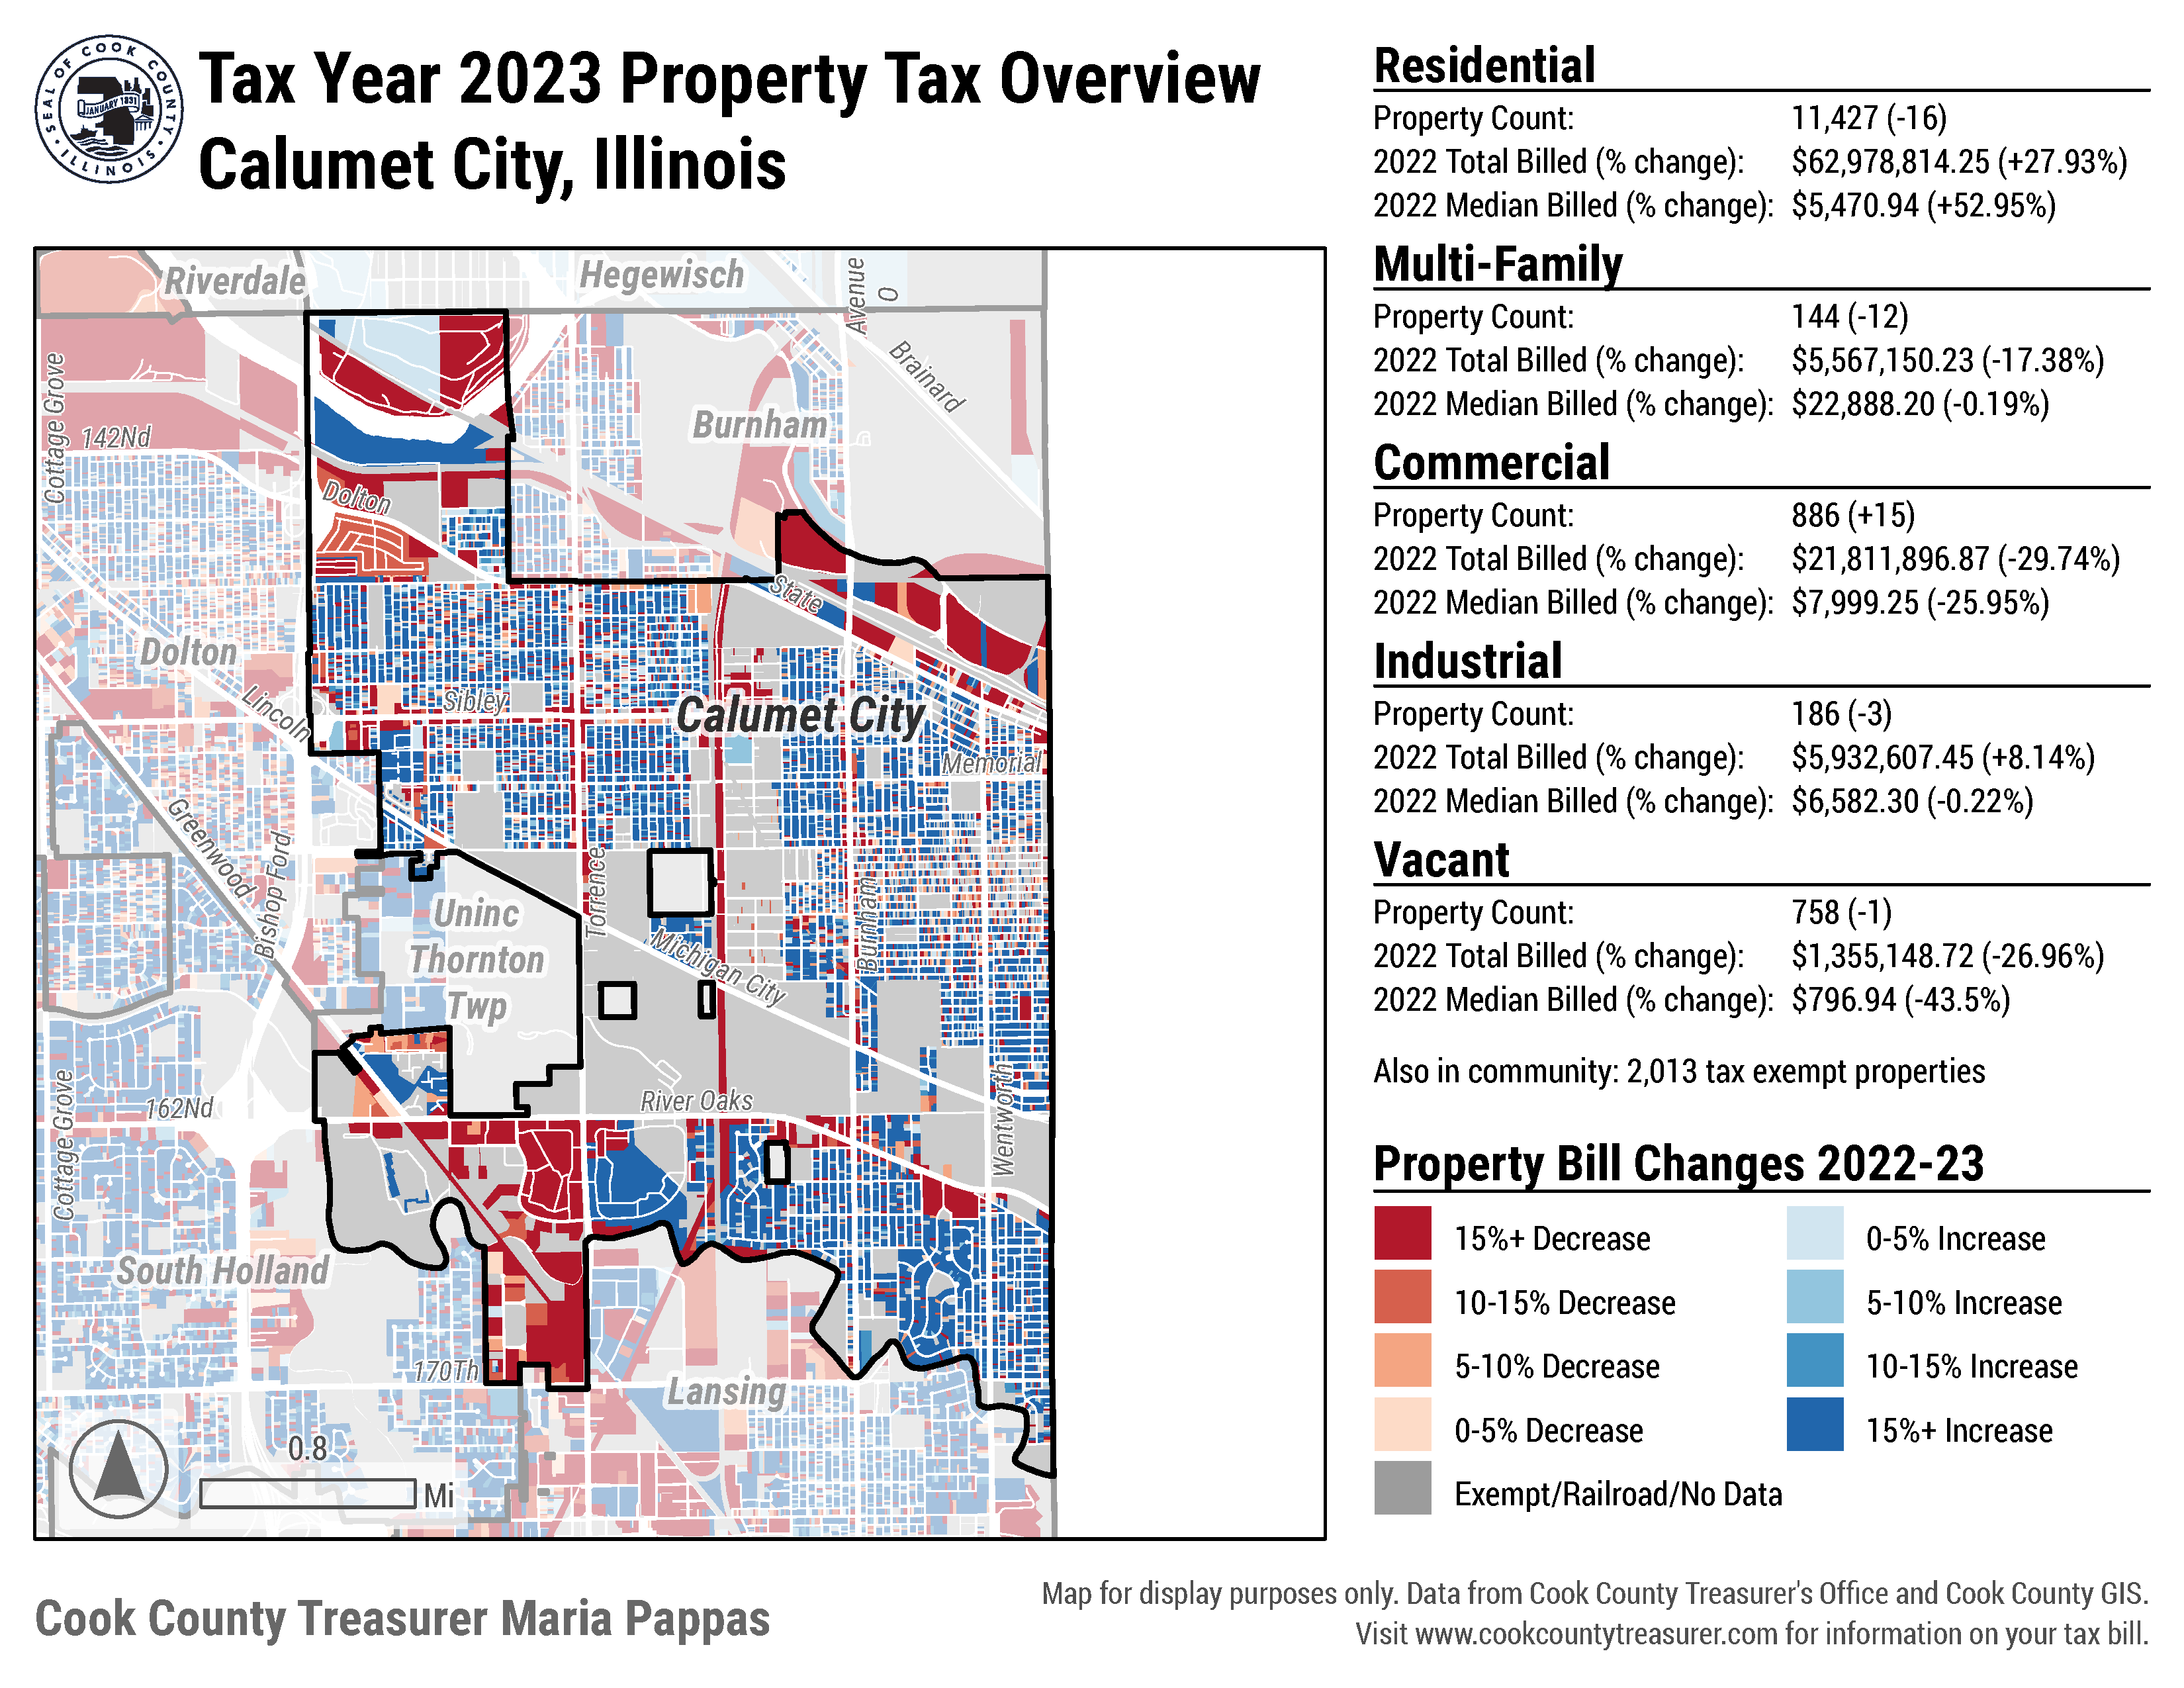 SEAL OF COOK COUNTY
ILLINOIS
JANUARY 1831
Tax Year 2023 Property Tax Overview
Calumet City, Illinois
Riverdale
Hegewisch
Avenue O
Cottage Grove
Brainard
142Nd
Burnham
Dolton
State
Dolton
Lincoln
Sibley
Calumet City
Memorial
Greenwood
Bishop Ford
Torrence
Burnham
Uninc
Thornton
Twp
Michigan City
Cottage Grove
162Nd
River Oaks
Wentworth
South Holland
170Th
Lansing
0.8
Mi
Residential
Property Count: 11,427 (-16)
2022 Total Billed (% change): $62,978,814.25 (+27.93%)
2022 Median Billed (% change): $5,470.94 (+52.95%)
Multi-Family
Property Count: 144 (-12)
2022 Total Billed (% change): $5,567,150.23 (-17.38%)
2022 Median Billed (% change): $22,888.20 (-0.19%)
Commercial
Property Count: 886 (+15)
2022 Total Billed (% change): $21,811,896.87 (-29.74%)
2022 Median Billed (% change): $7,999.25 (-25.95%)
Industrial
Property Count: 186 (-3)
2022 Total Billed (% change): $5,932,607.45 (+8.14%)
2022 Median Billed (% change): $6,582.30 (-0.22%)
Vacant
Property Count: 758 (-1)
2022 Total Billed (% change): $1,355,148.72 (-26.96%)
2022 Median Billed (% change): $796.94 (-43.5%)
Also in community: 2,013 tax exempt properties
Property Bill Changes 2022-23
15%+ Decrease
0-5% Increase
10-15% Decrease
5-10% Increase
5-10% Decrease
10-15% Increase
0-5% Decrease
15%+ Increase
Exempt/Railroad/No Data
Cook County Treasurer Maria Pappas
Map for display purposes only. Data from Cook County Treasurer's Office and Cook County GIS.
Visit www.cookcountytreasurer.com for information on your tax bill.